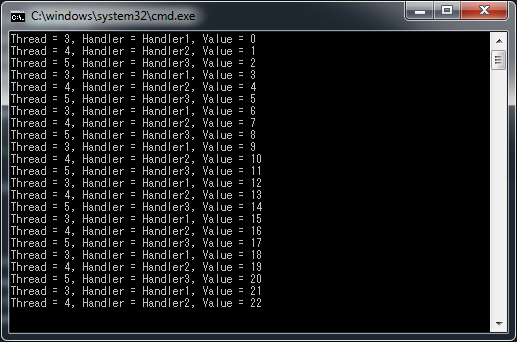 C:\windows\system32\cmd.exe
Thread = 3, Handler = Handler1, Value = 0
Thread = 4, Handler = Handler2, Value = 1
Thread = 5, Handler = Handler3, Value = 2
Thread = 3, Handler = Handler1, Value = 3
Thread = 4, Handler = Handler2, Value = 4
Thread = 5, Handler = Handler3, Value = 5
Thread = 3, Handler = Handler1, Value = 6
Thread = 4, Handler = Handler2, Value = 7
Thread = 5, Handler = Handler3, Value = 8
Thread = 3, Handler = Handler1, Value = 9
Thread = 4, Handler = Handler2, Value = 10
Thread = 5, Handler = Handler3, Value = 11
Thread = 3, Handler = Handler1, Value = 12
Thread = 4, Handler = Handler2, Value = 13
Thread = 5, Handler = Handler3, Value = 14
Thread = 3, Handler = Handler1, Value = 15
Thread = 4, Handler = Handler2, Value = 16
Thread = 5, Handler = Handler3, Value = 17
Thread = 3, Handler = Handler1, Value = 18
Thread = 4, Handler = Handler2, Value = 19
Thread = 5, Handler = Handler3, Value = 20
Thread = 3, Handler = Handler1, Value = 21
Thread = 4, Handler = Handler2, Value = 22